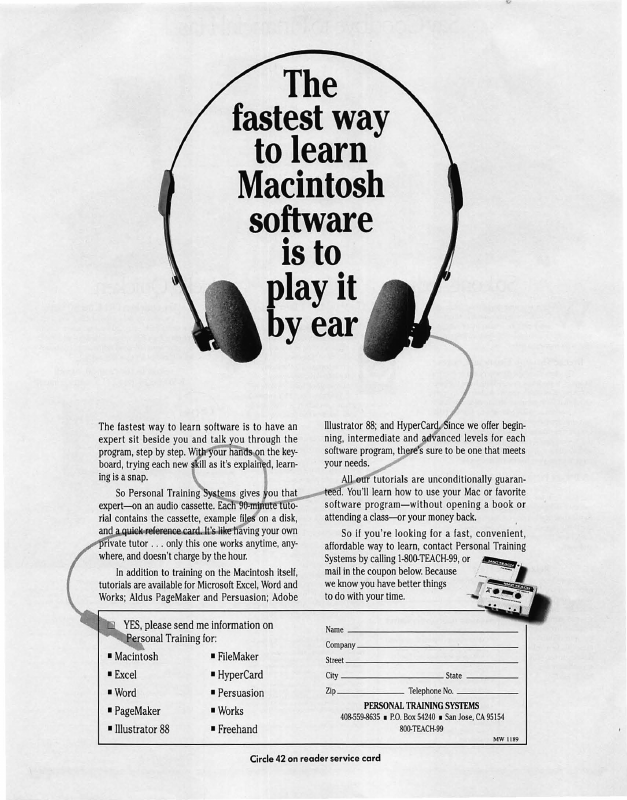 The
fastest way
to learn
Macintosh
software
is to
play it
by ear
The fastest way to learn software is to have an
expert sit beside you and talk you through the
program, step by step. With your hands on the key-
board, trying each new skill as it's explained, learn-
ing is a snap.
So Personal Training Systems gives you that
expert—on an audio cassette. Each 90-minute tuto-
rial contains the cassette, example files on a disk,
and a quick reference card. It's like having your own
private tutor . . . only this one works anytime, any-
where, and doesn't charge by the hour.
In addition to training on the Macintosh itself,
tutorials are available for Microsoft Excel, Word and
Works; Aldus PageMaker and Persuasion; Adobe
Illustrator 88; and HyperCard. Since we offer begin-
ning, intermediate and advanced levels for each
software program, there's sure to be one that meets
your needs.
All our tutorials are unconditionally guaran-
teed. You'll learn how to use your Mac or favorite
software program—without opening a book or
attending a class—or your money back.
So if you're looking for a fast, convenient,
affordable way to learn, contact Personal Training
Systems by calling 1-800-TEACH-99, or
mail in the coupon below. Because
we know you have better things
to do with your time.
YES, please send me information on
Personal Training for:
■ Macintosh
■ Excel
■ Word
■ PageMaker
■ Illustrator 88
■ FileMaker
■ HyperCard
■ Persuasion
■ Works
■ Freehand
Name
Company
Street
City State
Zip Telephone No.
PERSONAL TRAINING SYSTEMS
408-559-8635 ■ P.O. Box 54240 ■ San Jose, CA 95154
800-TEACH-99
MW 1189
Circle 42 on reader service card